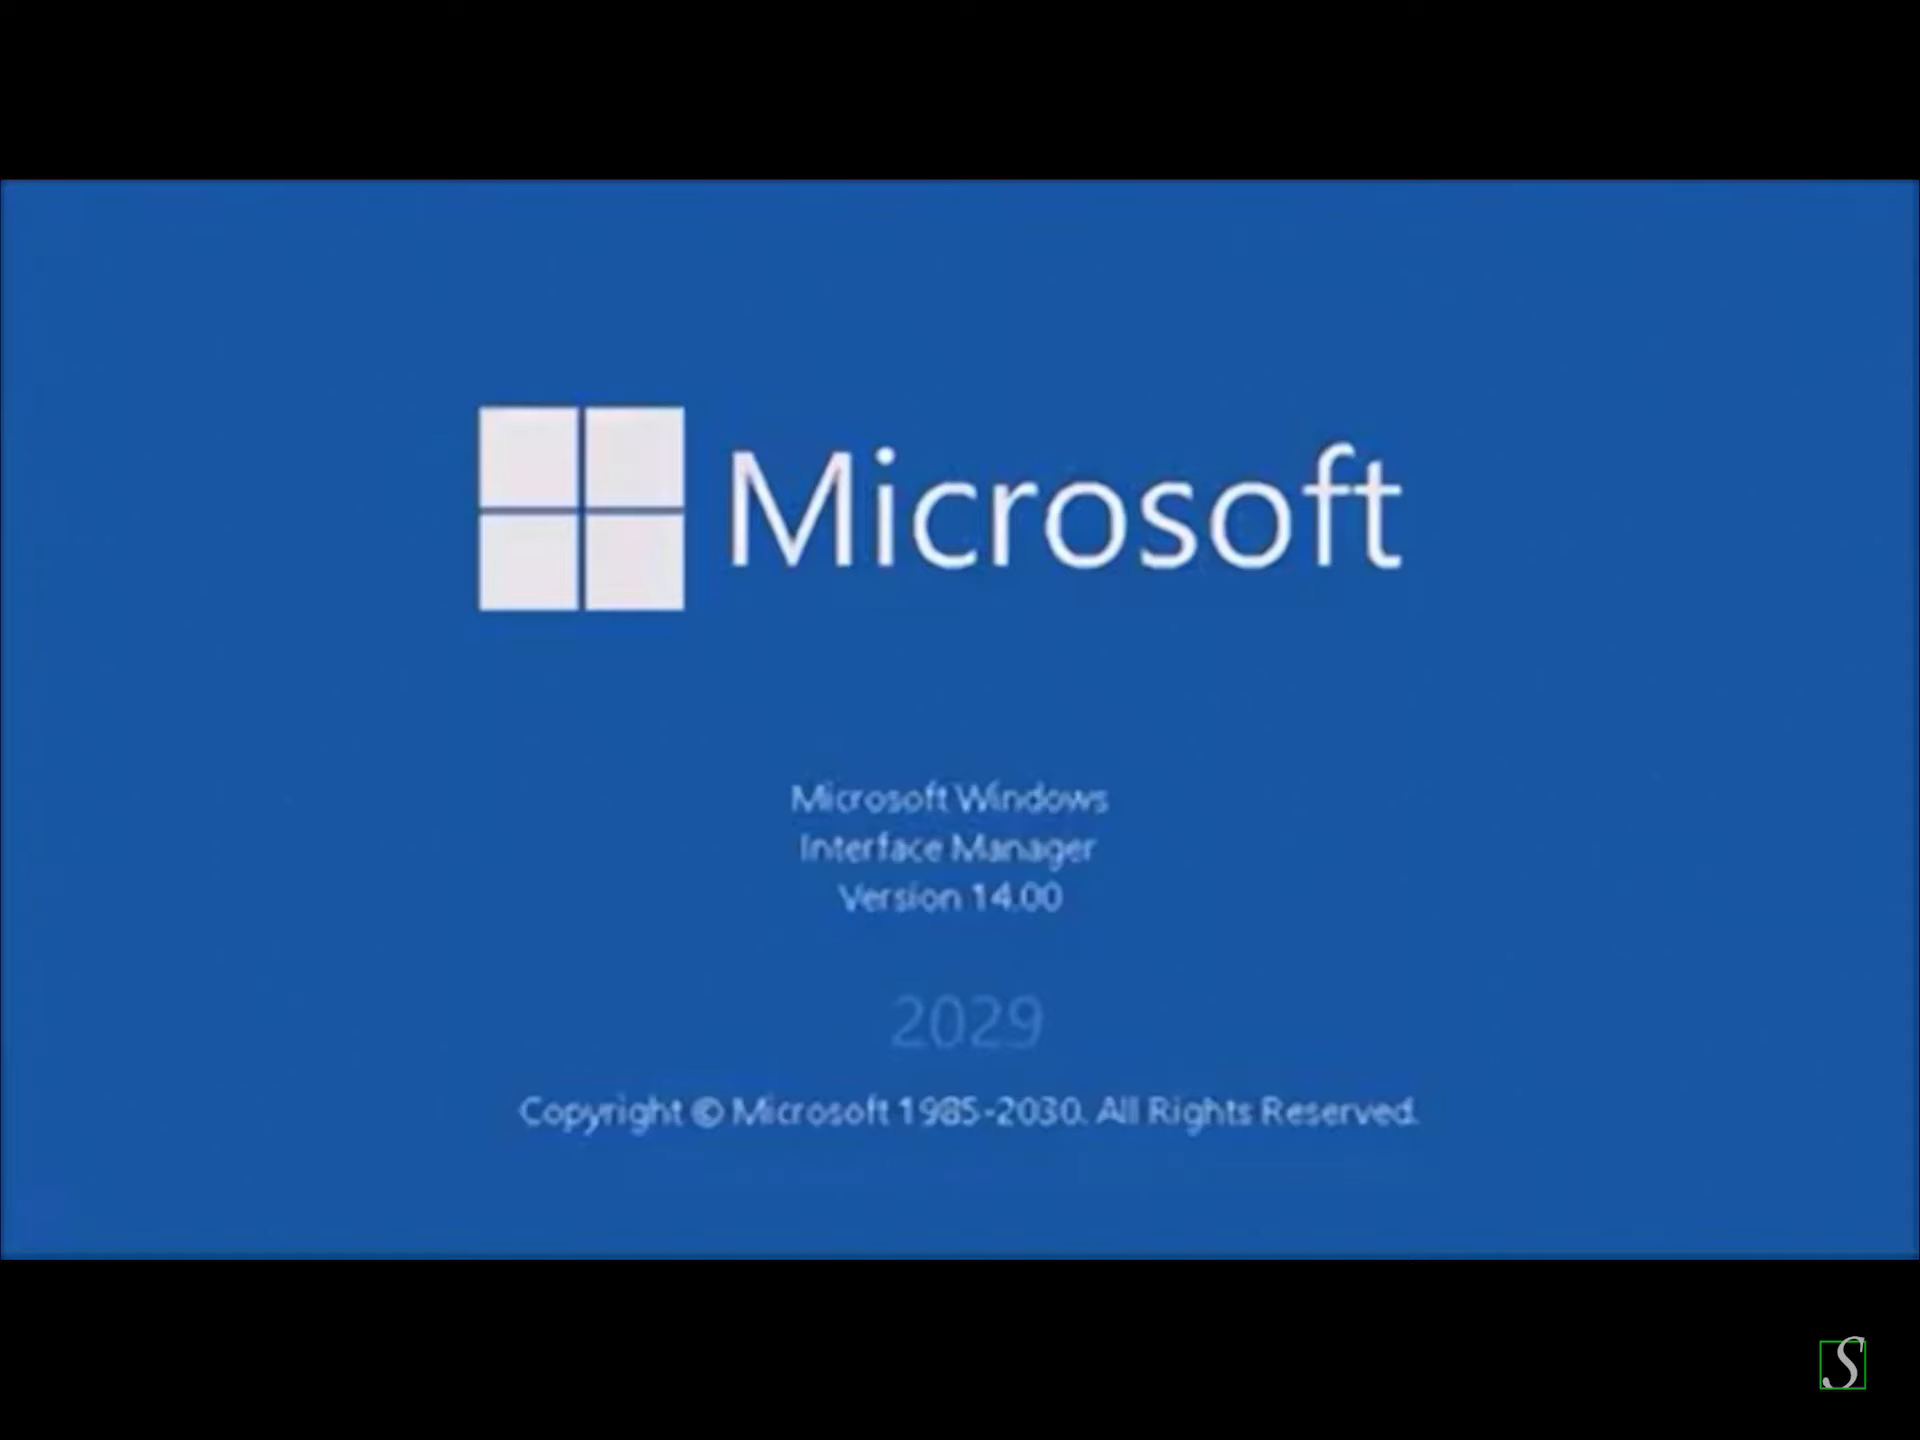 Microsoft
Microsoft Windows
Interface Manager
Version 14.00
2029
Copyright © Microsoft 1985-2030. All Rights Reserved.
S